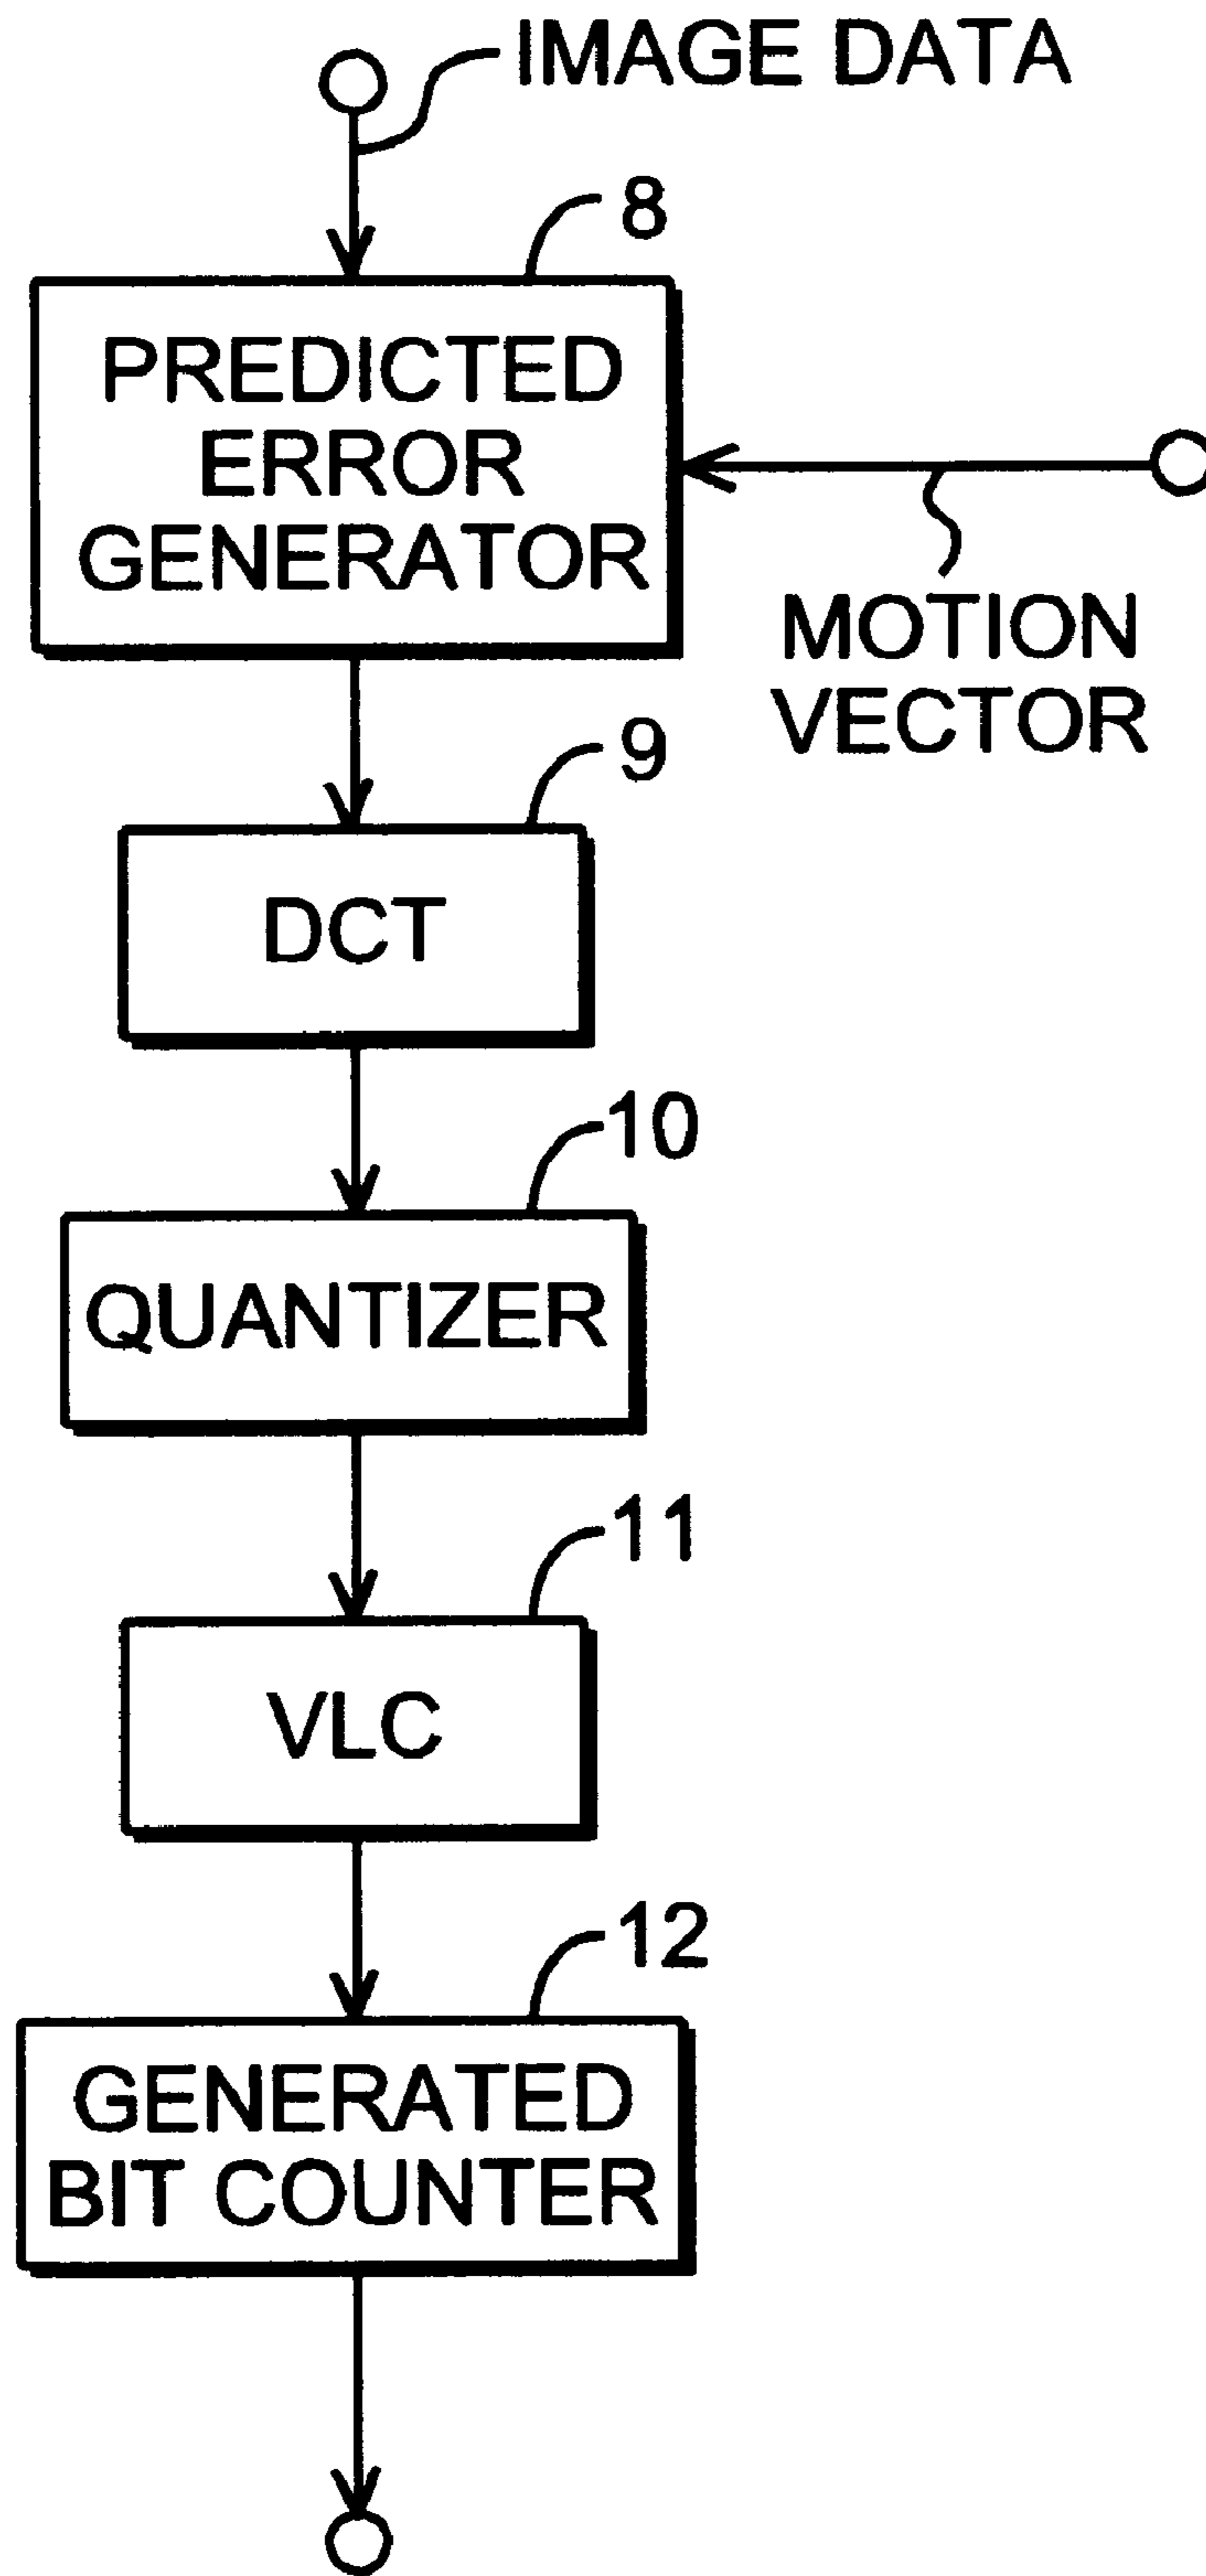 IMAGE DATA
8
PREDICTED
ERROR
GENERATOR
MOTION
VECTOR
9
DCT
10
QUANTIZER
11
VLC
12
GENERATED
BIT COUNTER